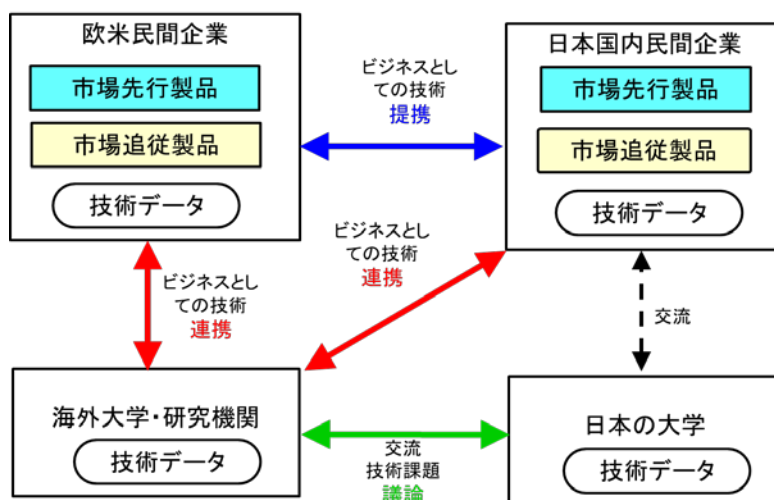 欧米民間企業
市場先行製品
市場追従製品
技術データ
ビジネスとし
ての技術
提携
日本国内民間企業
市場先行製品
市場追従製品
技術データ
ビジネスとし
ての技術
連携
ビジネスとし
ての技術
連携
交流
海外大学・研究機関
技術データ
交流
技術課題
議論
日本の大学
技術データ